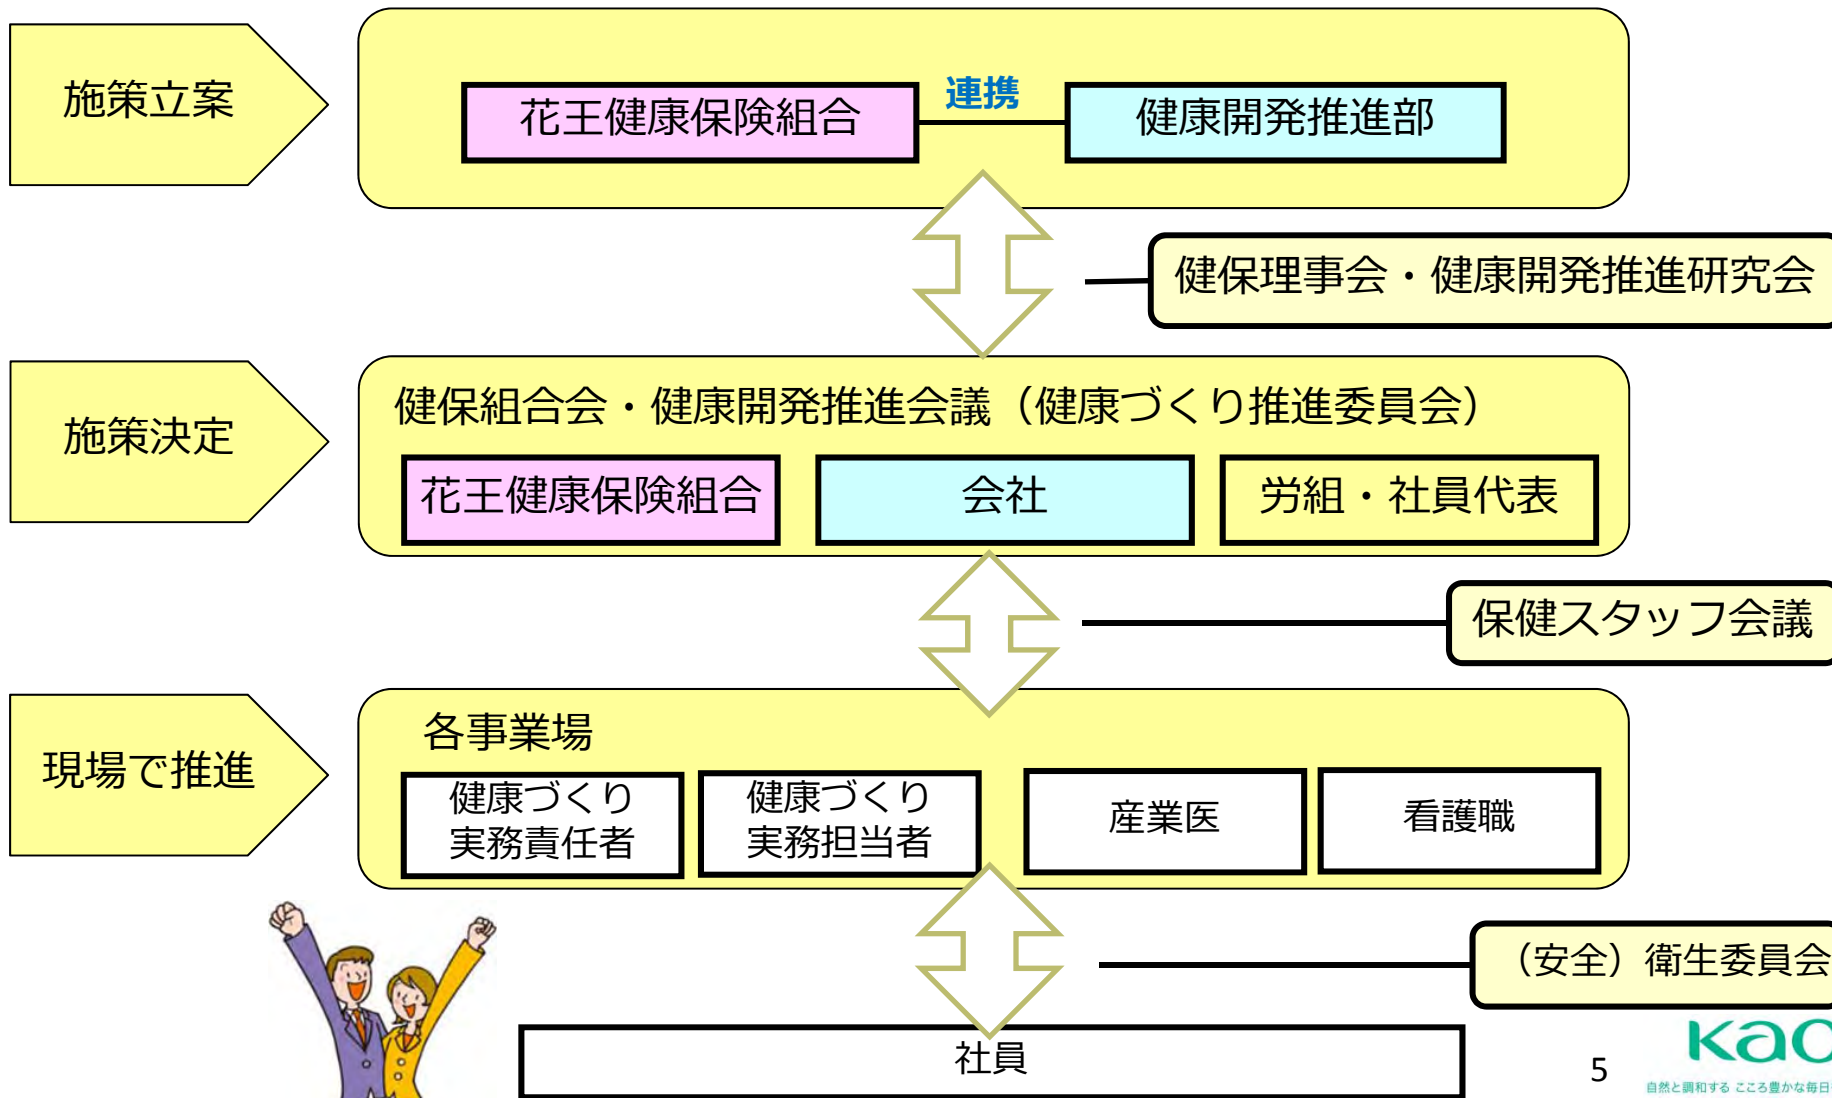 施策立案
花王健康保険組合
連携
健康開発推進部
健保理事会・健康開発推進研究会
施策決定
健保組合会・健康開発推進会議（健康づくり推進委員会）
花王健康保険組合
会社
労組・社員代表
保健スタッフ会議
現場で推進
各事業場
健康づくり
実務責任者
健康づくり
実務担当者
産業医
看護職
（安全）衛生委員会
社員
5
kao
自然と調和する こころ豊かな毎日